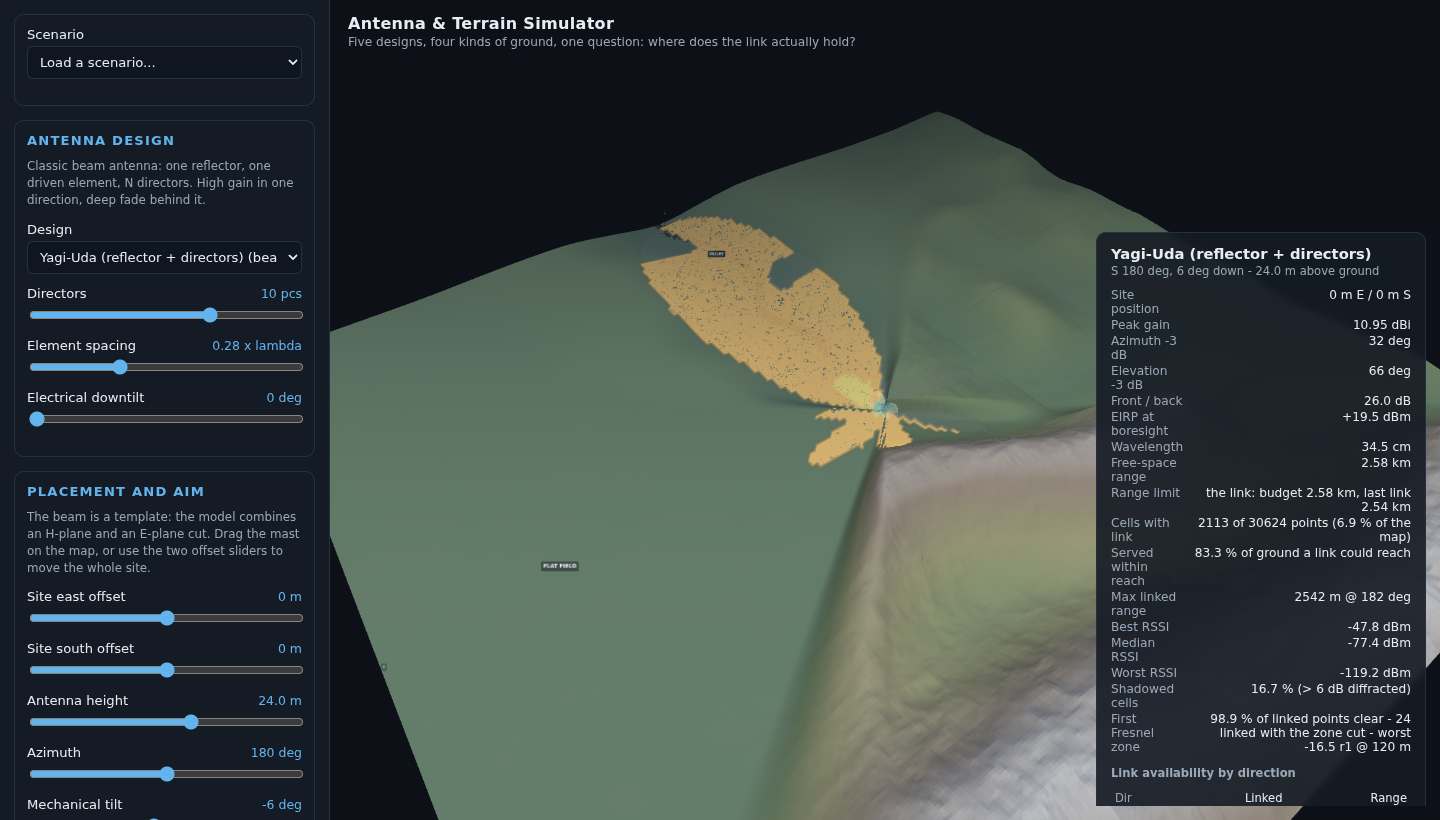 Scenario
Load a scenario...
ANTENNA DESIGN
Classic beam antenna: one reflector, one
driven element, N directors. High gain in one
direction, deep fade behind it.
Design
Yagi-Uda (reflector + directors) (bea
Directors 10 pcs
Element spacing 0.28 x lambda
Electrical downtilt 0 deg
PLACEMENT AND AIM
The beam is a template: the model combines
an H-plane and an E-plane cut. Drag the mast
on the map, or use the two offset sliders to
move the whole site.
Site east offset 0 m
Site south offset 0 m
Antenna height 24.0 m
Azimuth 180 deg
Mechanical tilt -6 deg
Antenna & Terrain Simulator
Five designs, four kinds of ground, one question: where does the link actually hold?
VALLEY
FLAT FIELD
Yagi-Uda (reflector + directors)
S 180 deg, 6 deg down - 24.0 m above ground
Site
position
0 m E / 0 m S
Peak gain 10.95 dBi
Azimuth -3
dB
32 deg
Elevation
-3 dB
66 deg
Front / back 26.0 dB
EIRP at
boresight
+19.5 dBm
Wavelength 34.5 cm
Free-space
range
2.58 km
Range limit the link: budget 2.58 km, last link
2.54 km
Cells with
link
2113 of 30624 points (6.9 % of the
map)
Served
within
reach
83.3 % of ground a link could reach
Max linked
range
2542 m @ 182 deg
Best RSSI -47.8 dBm
Median
RSSI
-77.4 dBm
Worst RSSI -119.2 dBm
Shadowed
cells
16.7 % (> 6 dB diffracted)
First
Fresnel
zone
98.9 % of linked points clear - 24
linked with the zone cut - worst
-16.5 r1 @ 120 m
Link availability by direction
Dir Linked Range